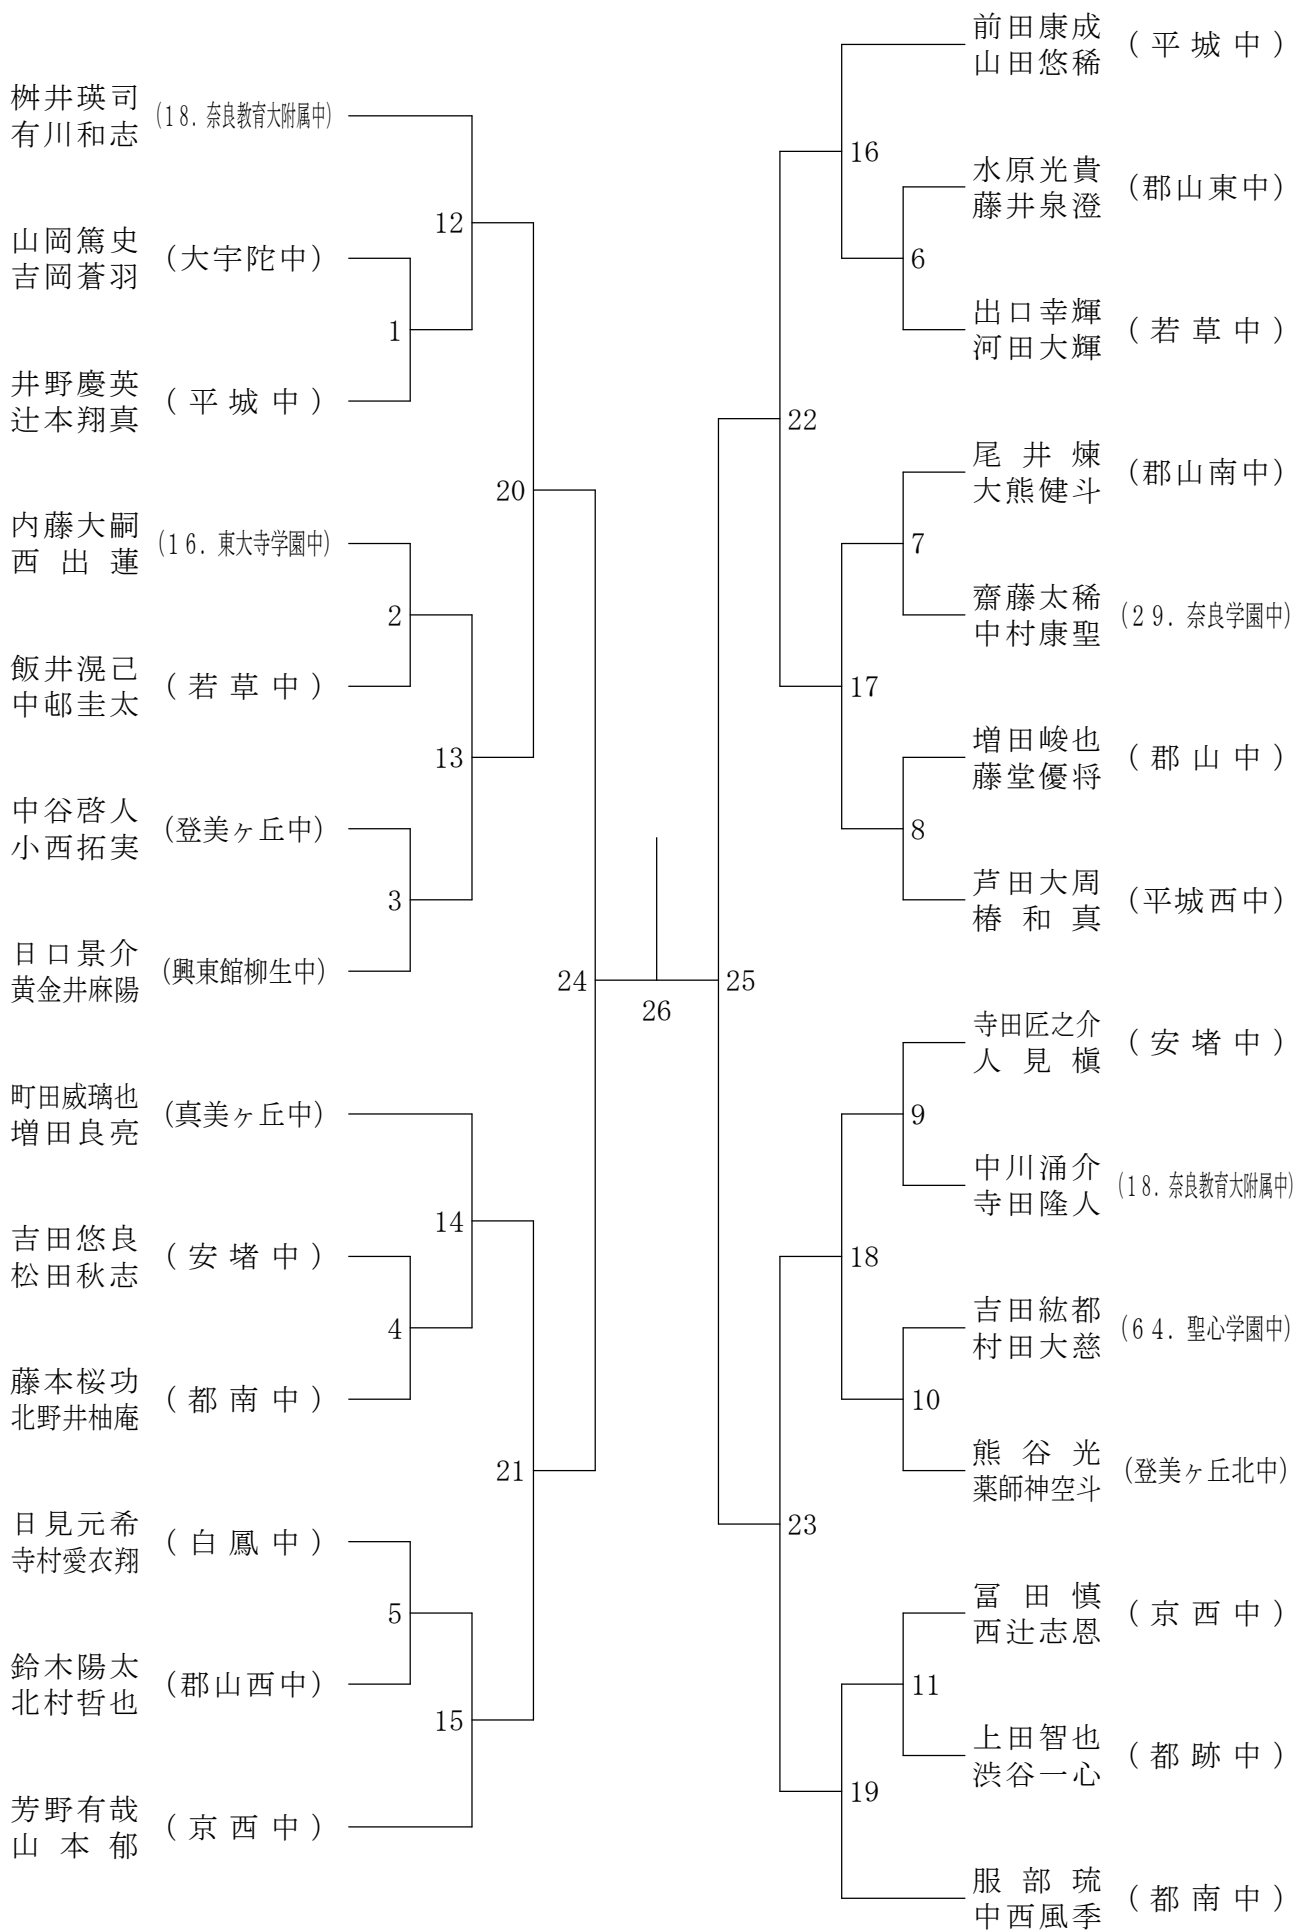 桝井瑛司
有川和志
(18. 奈良教育大附属中)
山岡篤史
吉岡蒼羽
(大宇陀中)
井野慶英
辻本翔真
(平城中)
内藤大嗣
西出蓮
(16. 東大寺学園中)
飯井滉己
中邨圭太
(若草中)
中谷啓人
小西拓実
(登美ヶ丘中)
日口景介
黄金井麻陽
(興東館柳生中)
町田威璃也
増田良亮
(真美ヶ丘中)
吉田悠良
松田秋志
(安堵中)
藤本桜功
北野井柚庵
(都南中)
日見元希
寺村愛衣翔
(白鳳中)
鈴木陽太
北村哲也
(郡山西中)
芳野有哉
山本郁
(京西中)
1
2
3
4
5
12
13
14
15
20
21
24
26
25
22
23
16
17
18
19
6
7
8
9
10
11
前田康成
山田悠稀
(平城中)
水原光貴
藤井泉澄
(郡山東中)
出口幸輝
河田大輝
(若草中)
尾井煉
大熊健斗
(郡山南中)
齋藤太稀
中村康聖
(29. 奈良学園中)
増田峻也
藤堂優将
(郡山中)
芦田大周
椿和真
(平城西中)
寺田匠之介
人見槇
(安堵中)
中川涌介
寺田隆人
(18. 奈良教育大附属中)
吉田紘都
村田大慈
(64. 聖心学園中)
熊谷光
薬師神空斗
(登美ヶ丘北中)
冨田慎
西辻志恩
(京西中)
上田智也
渋谷一心
(都跡中)
服部琉
中西風季
(都南中)